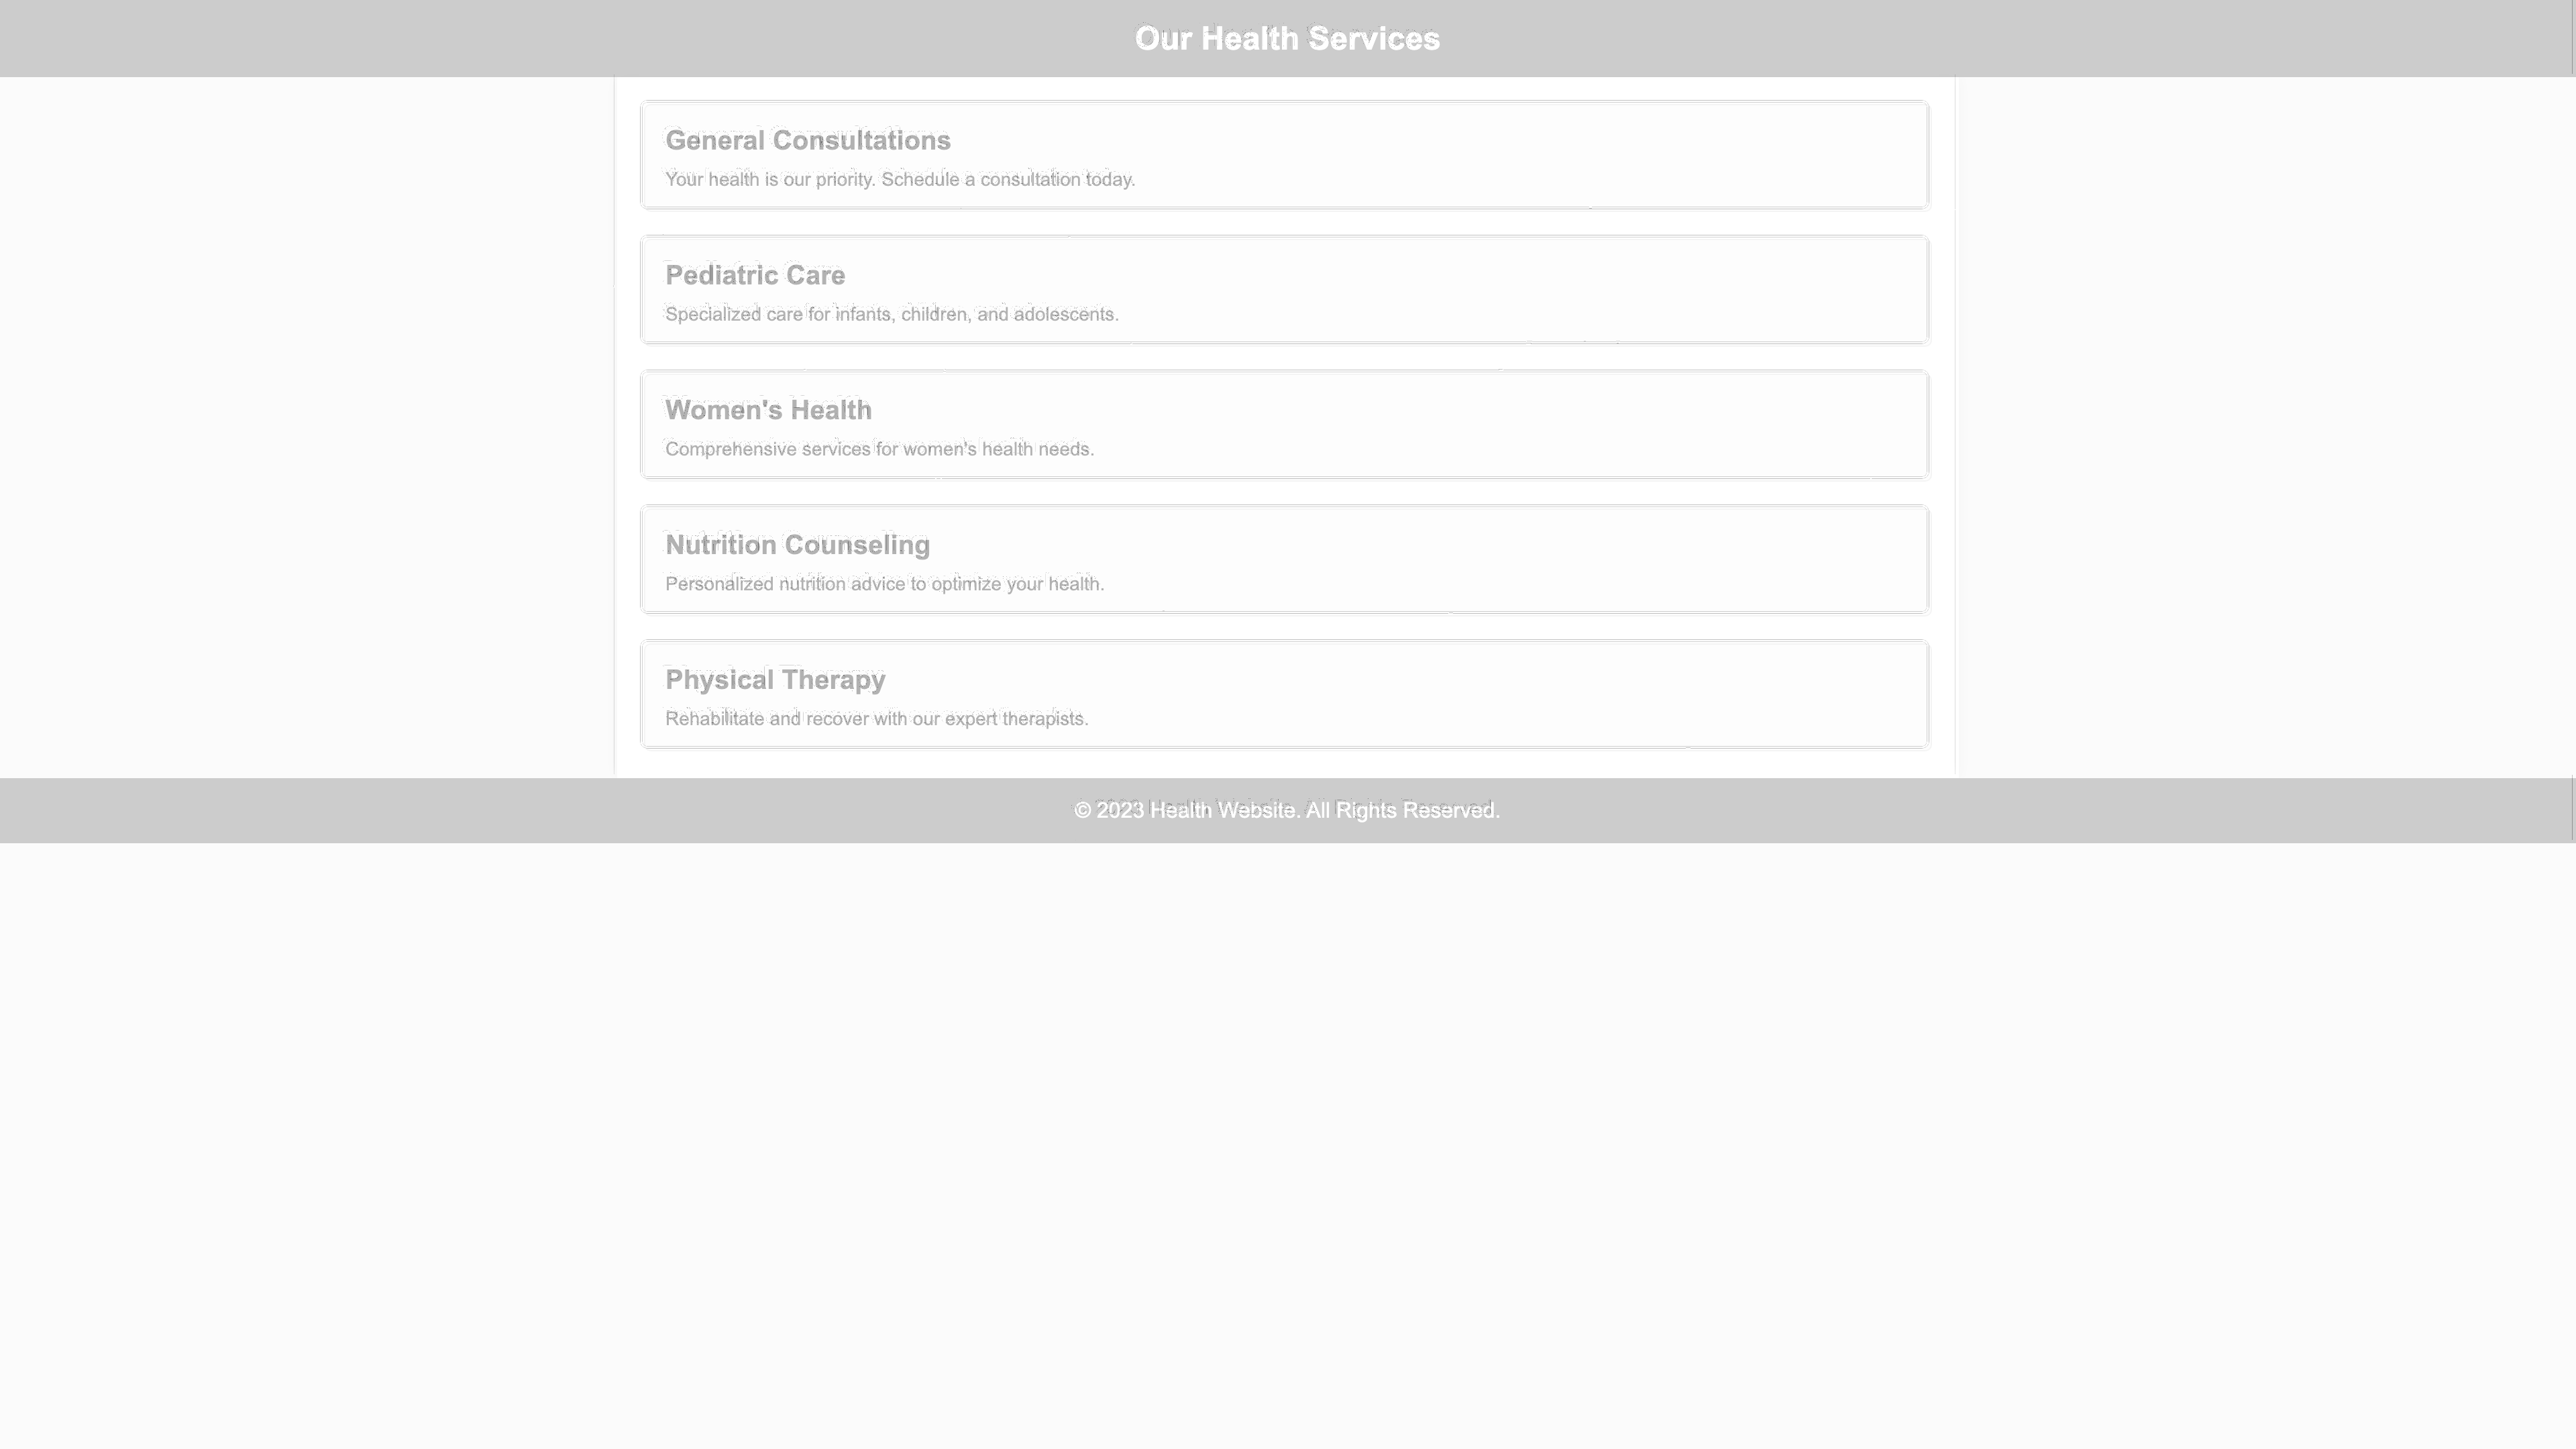 Our Health Services
General Consultations
Your health is our priority. Schedule a consultation today.
Pediatric Care
Specialized care for infants, children, and adolescents.
Women's Health
Comprehensive services for women's health needs.
Nutrition Counseling
Personalized nutrition advice to optimize your health.
Physical Therapy
Rehabilitate and recover with our expert therapists.
© 2023 Health Website. All Rights Reserved.